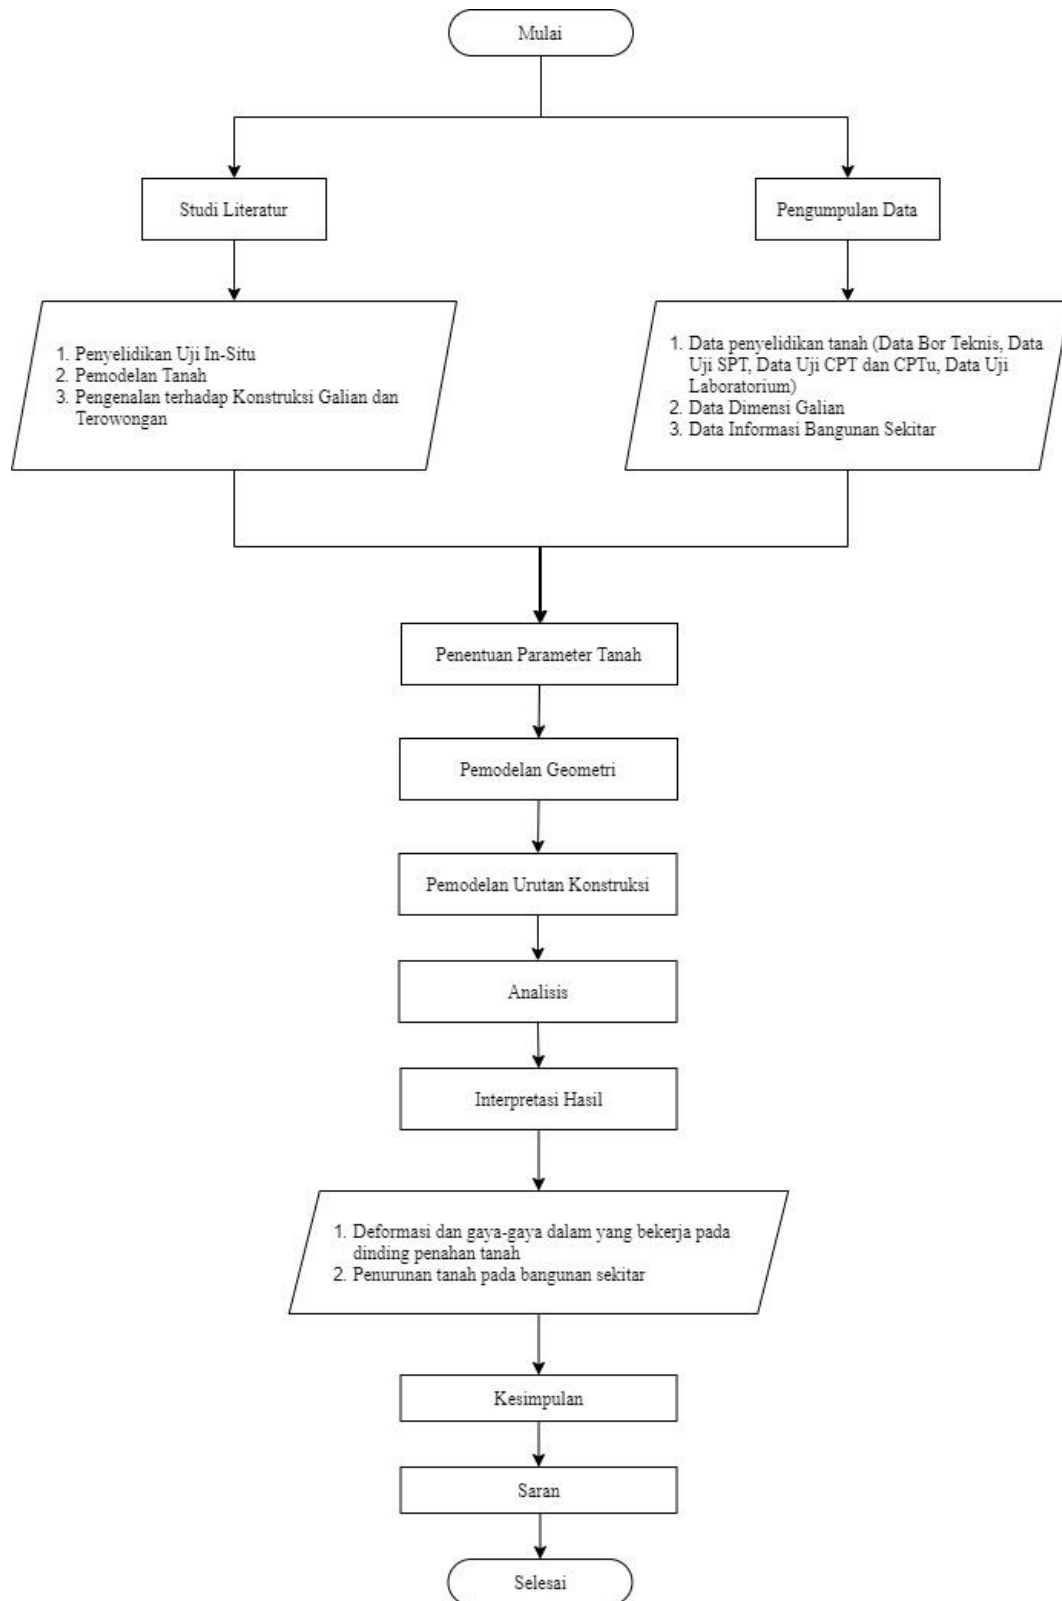 Mulai
Studi Literatur
Pengumpulan Data
1. Penyelidikan Uji In-Situ
2. Pemodelan Tanah
3. Pengenalan terhadap Konstruksi Galian dan
Terowongan
1. Data penyelidikan tanah (Data Bor Teknis, Data
Uji SPT, Data Uji CPT dan CPTu, Data Uji
Laboratorium)
2. Data Dimensi Galian
3. Data Informasi Bangunan Sekitar
Penentuan Parameter Tanah
Pemodelan Geometri
Pemodelan Urutan Konstruksi
Analisis
Interpretasi Hasil
1. Deformasi dan gaya-gaya dalam yang bekerja pada
dinding penahan tanah
2. Penurunan tanah pada bangunan sekitar
Kesimpulan
Saran
Selesai